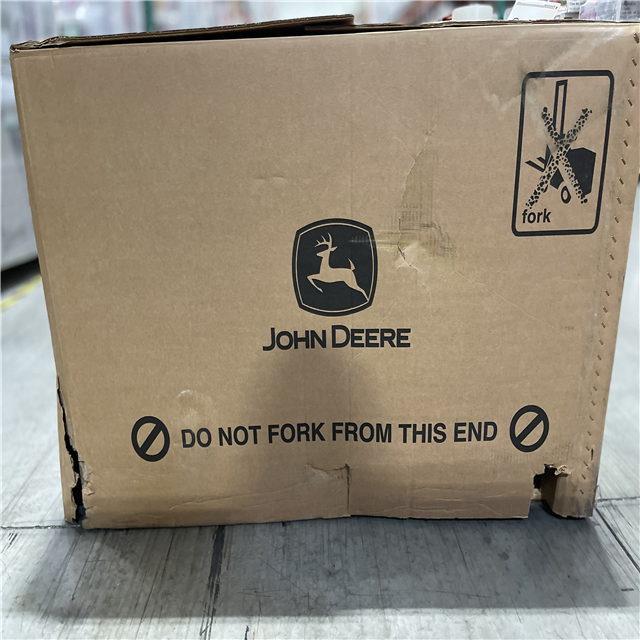 fork
JOHN DEERE
DO NOT FORK FROM THIS END